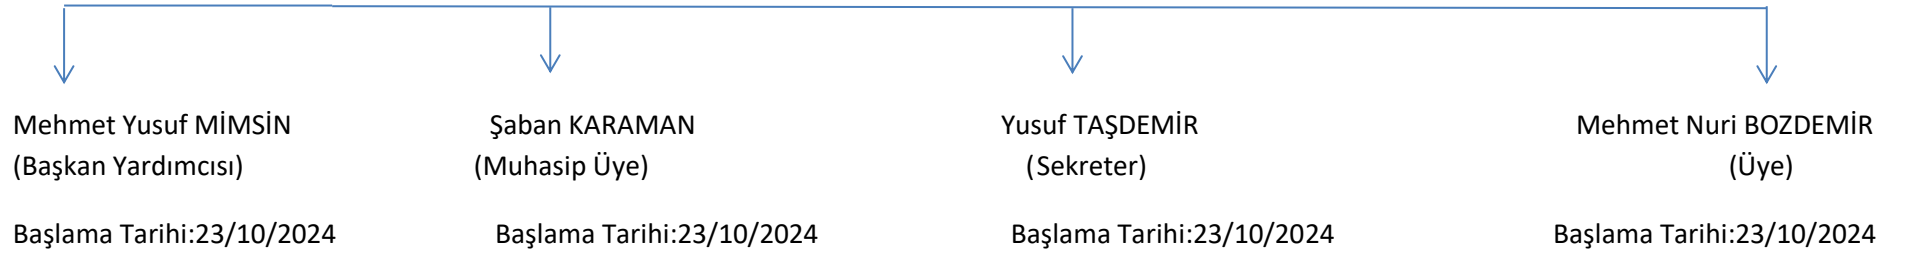 Mehmet Yusuf MİMSİN Şaban KARAMAN Yusuf TAŞDEMİR Mehmet Nuri BOZDEMİR
(Başkan Yardımcısı) (Muhasip Üye) (Sekreter) (Üye)
Başlama Tarihi:23/10/2024 Başlama Tarihi:23/10/2024 Başlama Tarihi:23/10/2024 Başlama Tarihi:23/10/2024